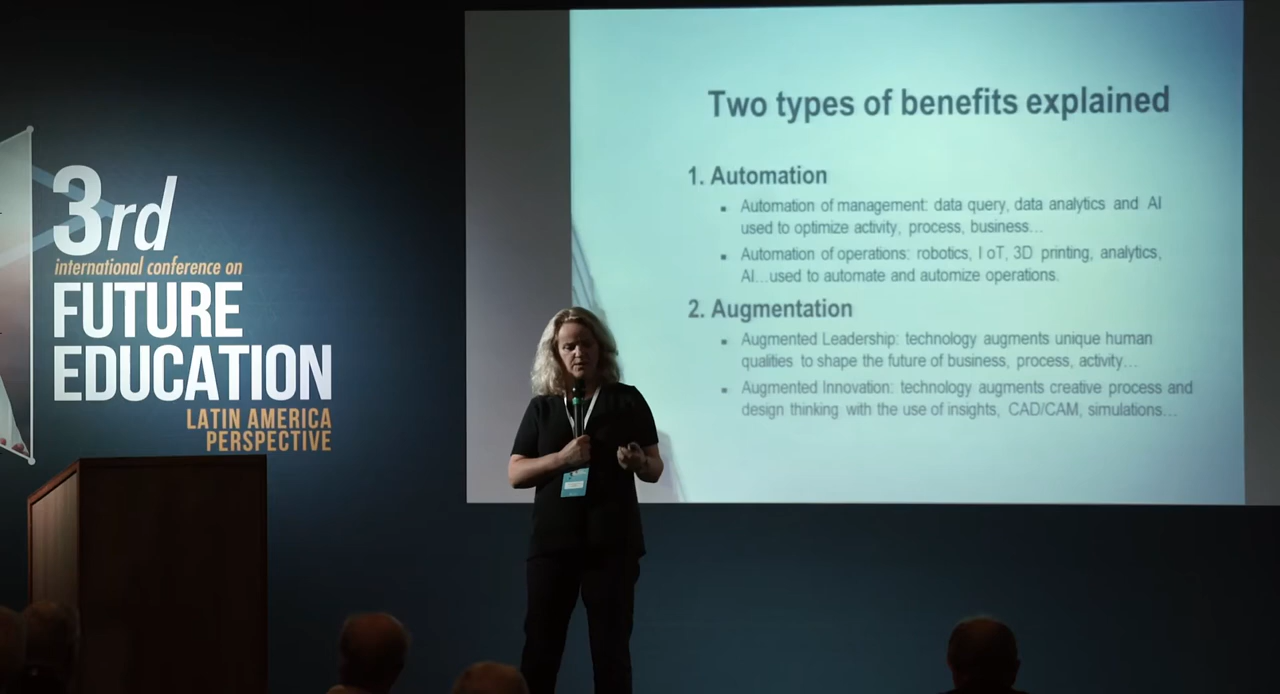 3rd
international conference on
FUTURE
EDUCATION
LATIN AMERICA
PERSPECTIVE
Two types of benefits explained
1. Automation
▪ Automation of management: data query, data analytics and AI
used to optimize activity, process, business...
▪ Automation of operations: robotics, I oT, 3D printing, analytics,
AI...used to automate and automize operations.
2. Augmentation
▪ Augmented Leadership: technology augments unique human
qualities to shape the future of business, process, activity...
▪ Augmented Innovation: technology augments creative process and
design thinking with the use of insights, CAD/CAM, simulations...